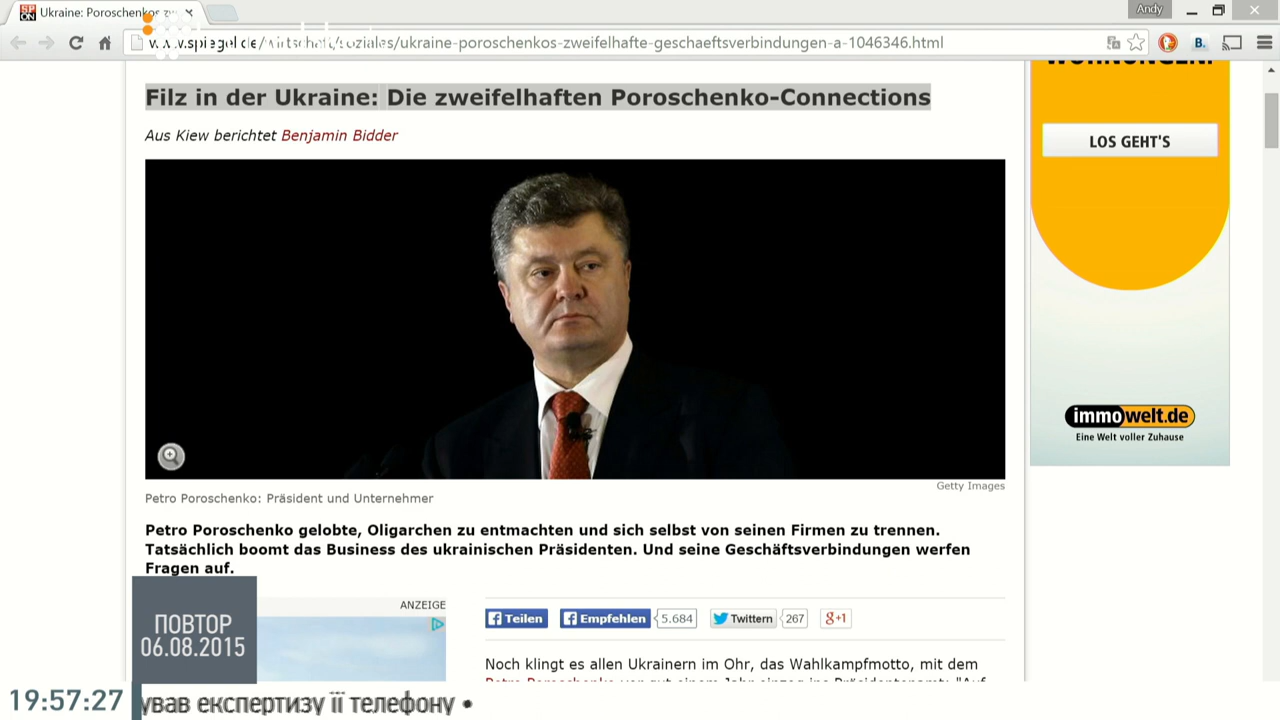 Ukraine: Poroschenkos zw
Andy
www.spiegel.de/wirtschaft/soziales/ukraine-poroschenkos-zweifelhafte-geschaeftsverbindungen-a-1046346.html
Filz in der Ukraine: Die zweifelhaften Poroschenko-Connections
Aus Kiew berichtet Benjamin Bidder
LOS GEHT'S
immowelt.de
Eine Welt voller Zuhause
Getty Images
Petro Poroschenko: Präsident und Unternehmer
Petro Poroschenko gelobte, Oligarchen zu entmachten und sich selbst von seinen Firmen zu trennen.
Tatsächlich boomt das Business des ukrainischen Präsidenten. Und seine Geschäftsverbindungen werfen
Fragen auf.
ANZEIGE
Teilen
Empfehlen
5.684
Twittern
267
g+1
Noch klingt es allen Ukrainern im Ohr, das Wahlkampfmotto, mit dem
ПОВТОР
06.08.2015
19:57:27
ував експертизу її телефону •